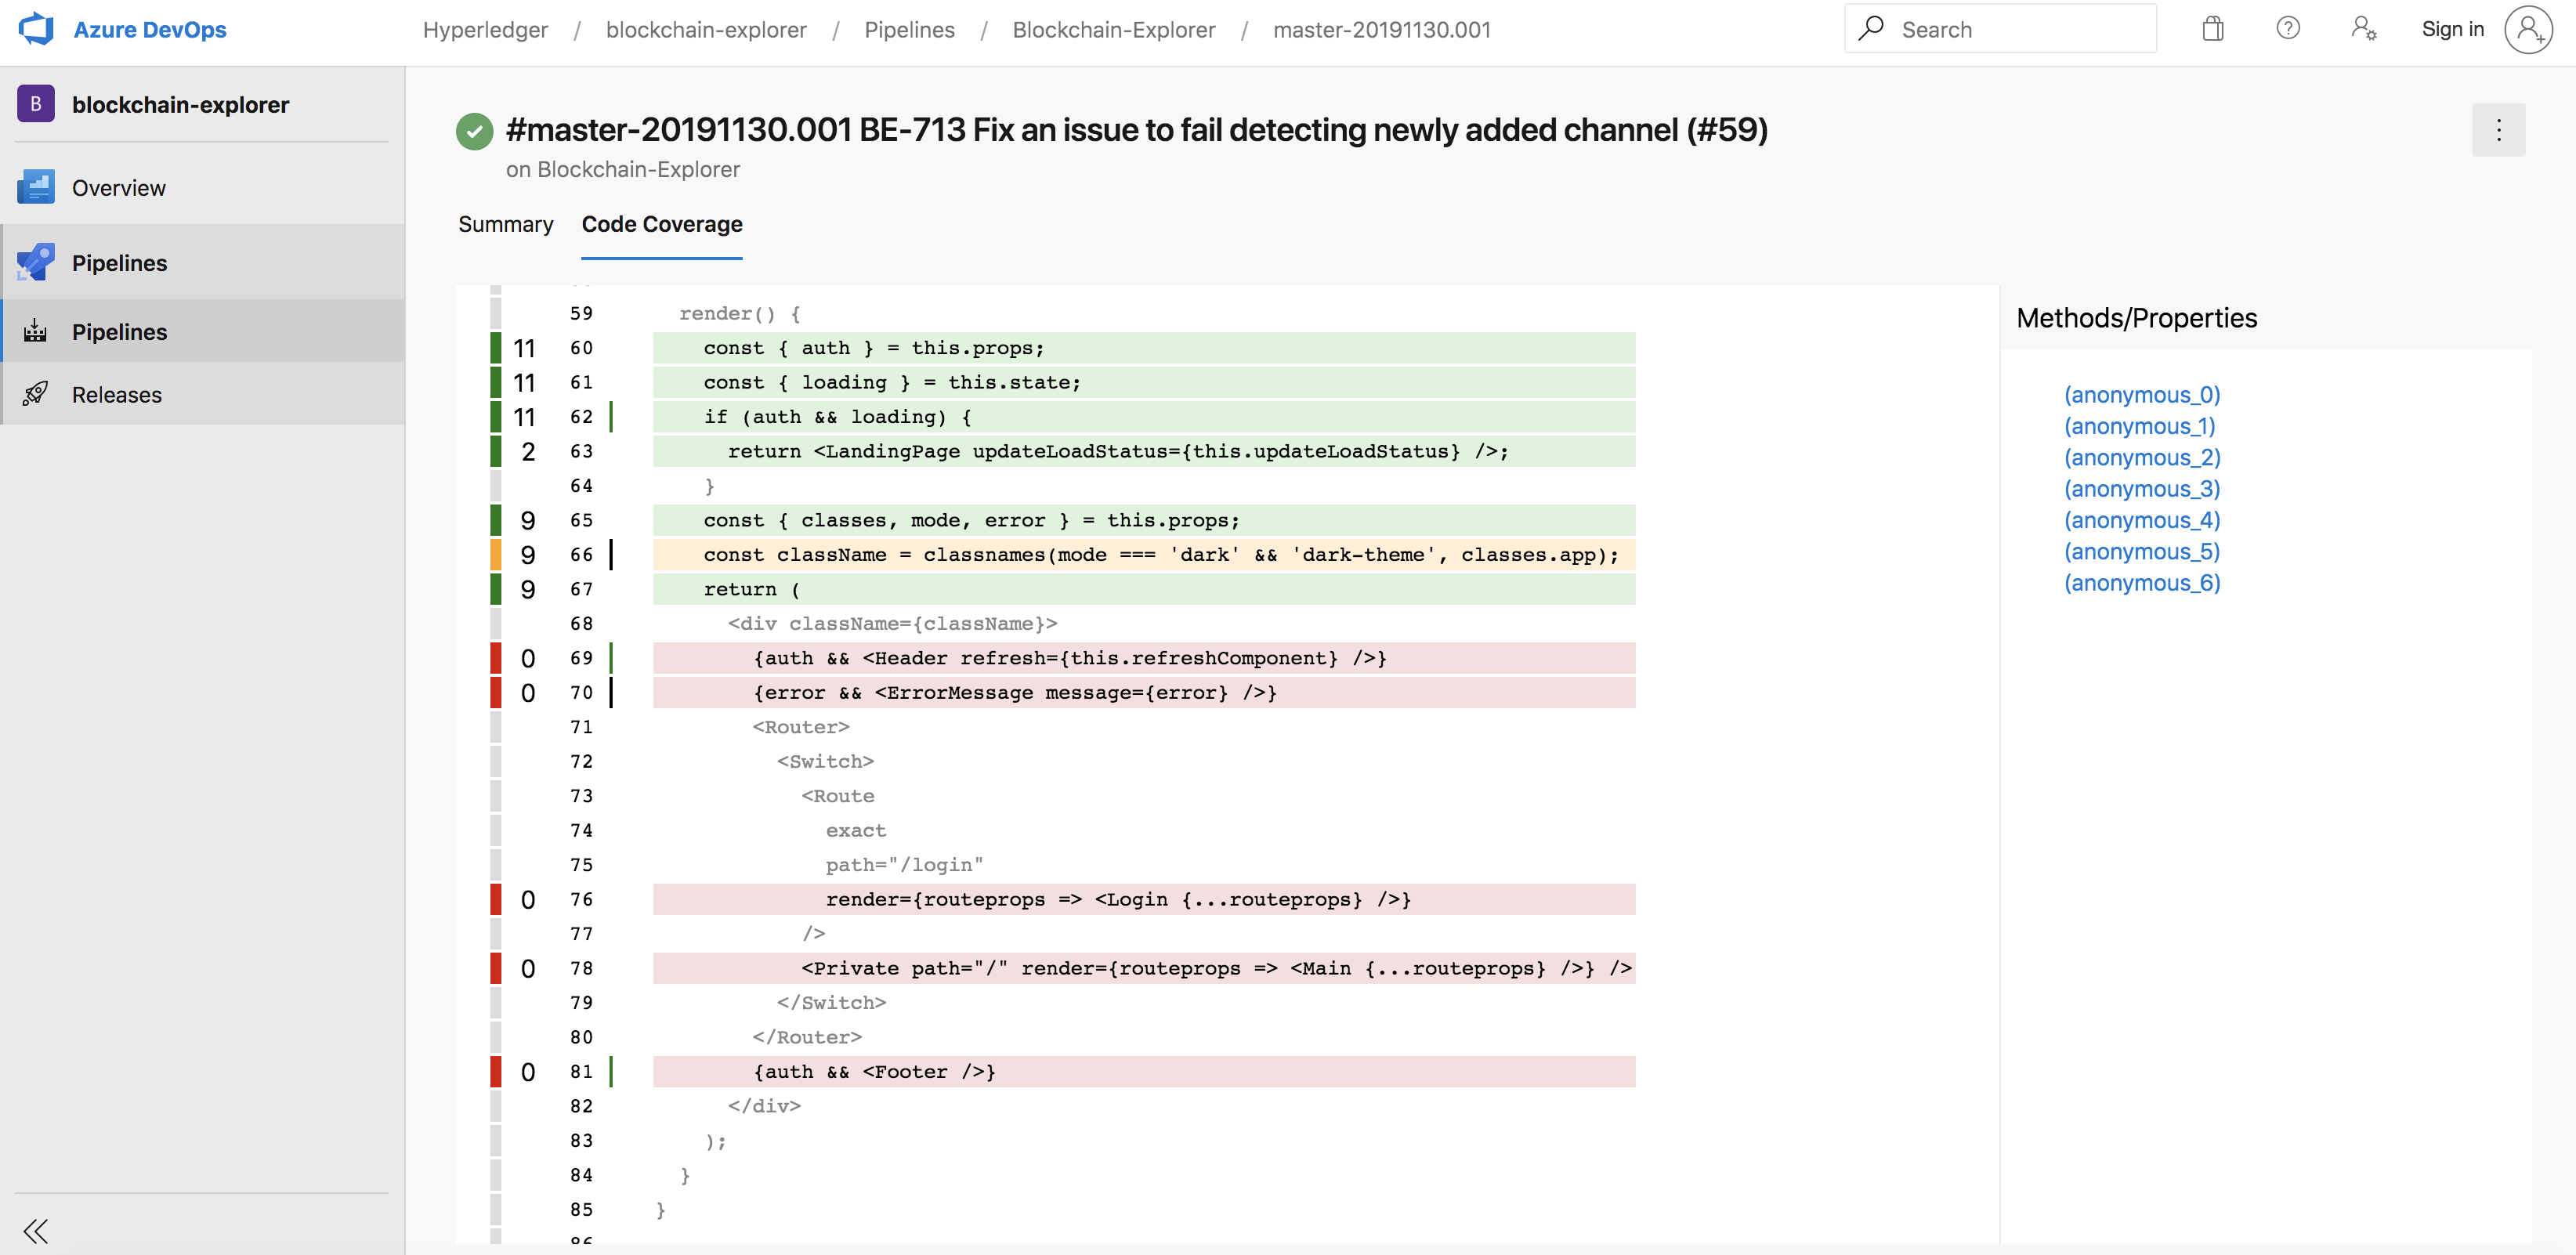 Azure DevOps
Hyperledger / blockchain-explorer / Pipelines / Blockchain-Explorer / master-20191130.001
Search
Sign in
B blockchain-explorer
Overview
Pipelines
Pipelines
Releases
#master-20191130.001 BE-713 Fix an issue to fail detecting newly added channel (#59)
on Blockchain-Explorer
Summary Code Coverage
59 render() {
11 60 const { auth } = this.props;
11 61 const { loading } = this.state;
11 62 if (auth && loading) {
2 63 return <LandingPage updateLoadStatus={this.updateLoadStatus} />;
64 }
9 65 const { classes, mode, error } = this.props;
9 66 const className = classnames(mode === 'dark' && 'dark-theme', classes.app);
9 67 return (
68 <div className={className}>
0 69 {auth && <Header refresh={this.refreshComponent} />}
0 70 {error && <ErrorMessage message={error} />}
71 <Router>
72 <Switch>
73 <Route
74 exact
75 path="/login"
0 76 render={routeprops => <Login {...routeprops} />}
77 />
0 78 <Private path="/" render={routeprops => <Main {...routeprops} />} />
79 </Switch>
80 </Router>
0 81 {auth && <Footer />}
82 </div>
83 );
84 }
85 }
86
Methods/Properties
(anonymous_0)
(anonymous_1)
(anonymous_2)
(anonymous_3)
(anonymous_4)
(anonymous_5)
(anonymous_6)